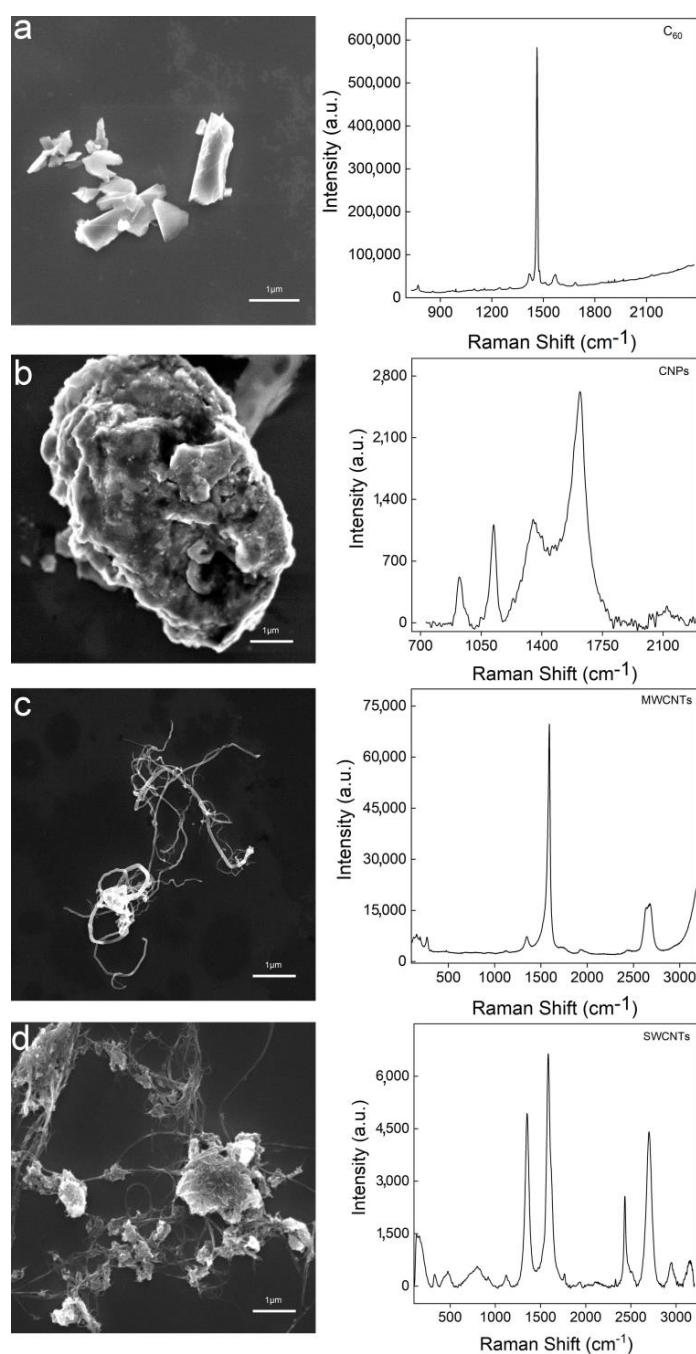 a
1µm
C60
Intensity (a.u.)
600,000
500,000
400,000
300,000
200,000
100,000
0
900 1200 1500 1800 2100
Raman Shift (cm-1)
b
1µm
CNPs
Intensity (a.u.)
2,800
2,100
1,400
700
0
700 1050 1400 1750 2100
Raman Shift (cm-1)
c
1µm
MWCNTs
Intensity (a.u.)
75,000
60,000
45,000
30,000
15,000
0
500 1000 1500 2000 2500 3000
Raman Shift (cm-1)
d
1µm
SWCNTs
Intensity (a.u.)
6,000
4,500
3,000
1,500
0
500 1000 1500 2000 2500 3000
Raman Shift (cm-1)